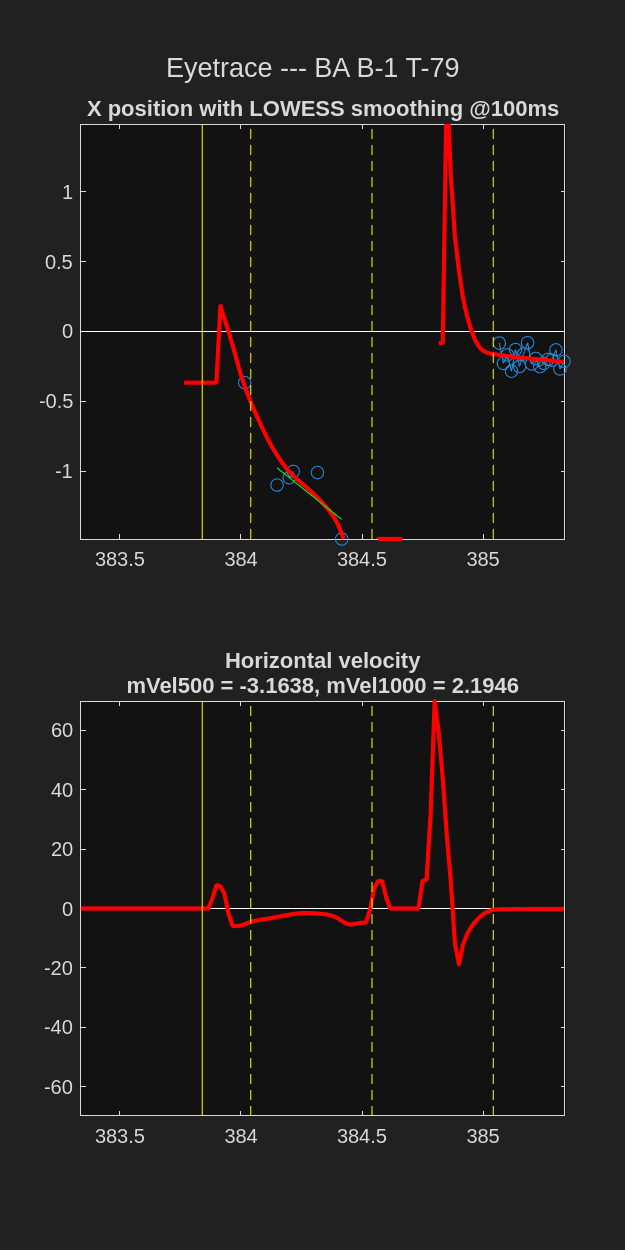 Eyetrace --- BA B-1 T-79
X position with LOWESS smoothing @100ms
1
0.5
0
-0.5
-1
383.5 384 384.5 385
Horizontal velocity
mVel500 = -3.1638, mVel1000 = 2.1946
60
40
20
0
-20
-40
-60
383.5 384 384.5 385